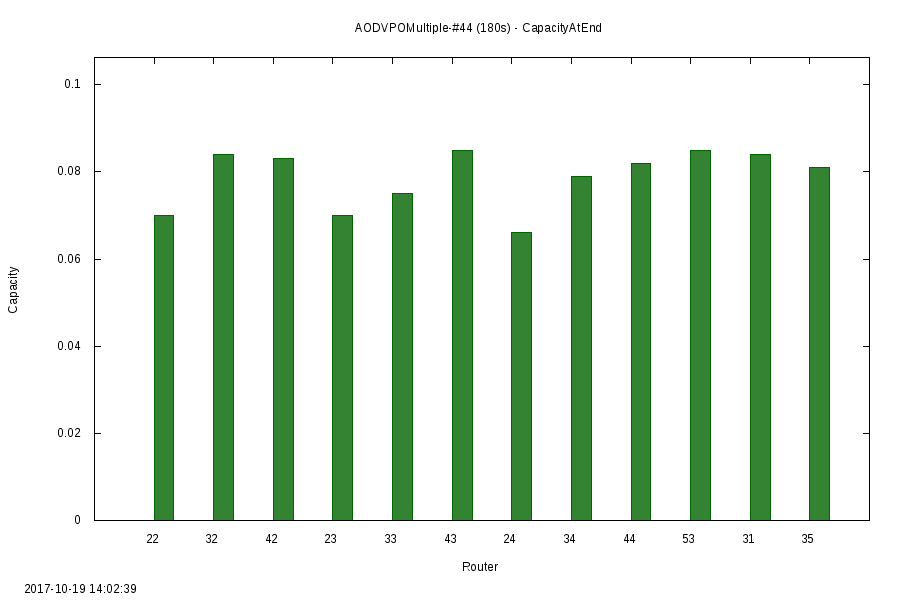 AODVPOMultiple-#44 (180s) - CapacityAtEnd
0.1
0.08
0.06
0.04
0.02
0
Capacity
22 32 42 23 33 43 24 34 44 53 31 35
Router
2017-10-19 14:02:39